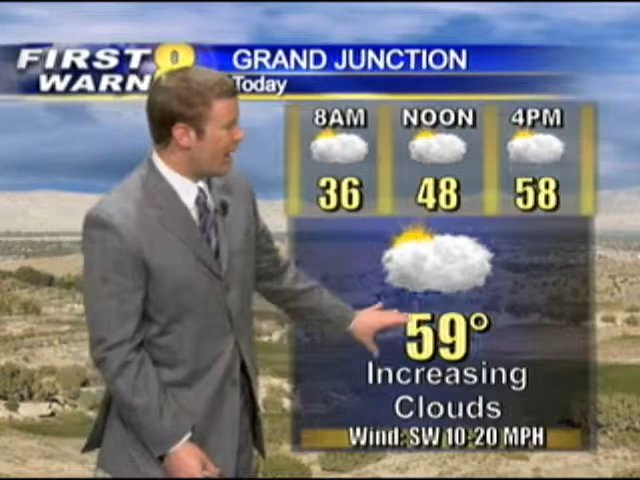 FIRST 8
WARN
GRAND JUNCTION
Today
8AM NOON 4PM
36 48 58
59°
Increasing
Clouds
Wind: SW 10-20 MPH